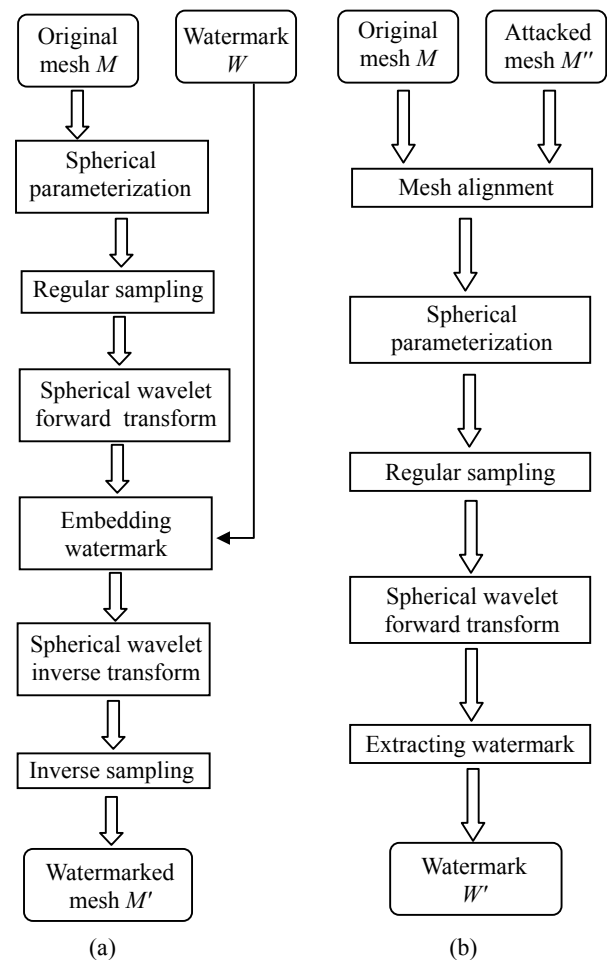 Original
mesh M
Watermark
W
Spherical
parameterization
Regular sampling
Spherical wavelet
forward transform
Embedding
watermark
Spherical wavelet
inverse transform
Inverse sampling
Watermarked
mesh M'
(a)
Original
mesh M
Attacked
mesh M''
Mesh alignment
Spherical
parameterization
Regular sampling
Spherical wavelet
forward transform
Extracting watermark
Watermark
W'
(b)